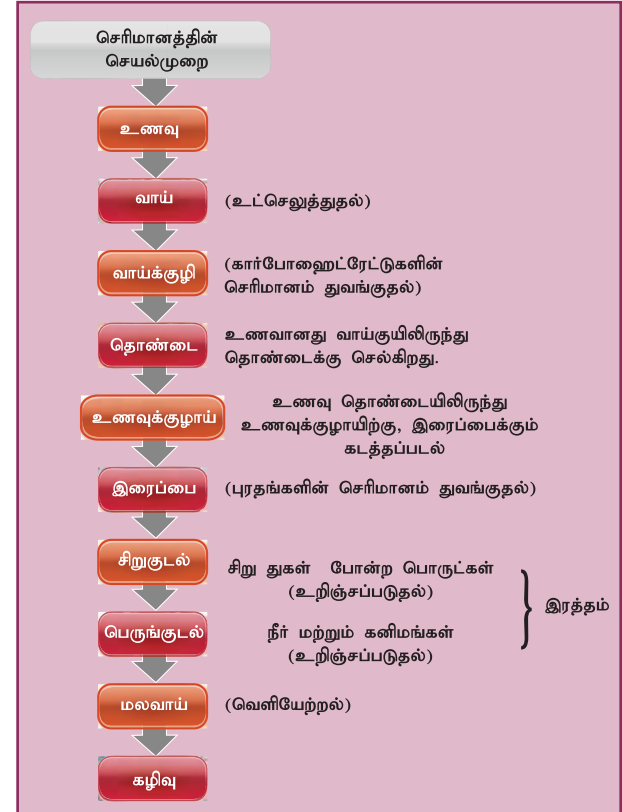 செரிமானத்தின்
செயல்முறை
உணவு
வாய்
(உட்செலுத்துதல்)
வாய்க்குழி
(கார்போஹைட்ரேட்டுகளின்
செரிமானம் துவங்குதல்)
தொண்டை
உணவானது வாய்குயிலிருந்து
தொண்டைக்கு செல்கிறது.
உணவுக்குழாய்
உணவு தொண்டையிலிருந்து
உணவுக்குழாயிற்கு, இரைப்பைக்கும்
கடத்தப்படல்
இரைப்பை
(புரதங்களின் செரிமானம் துவங்குதல்)
சிறுகுடல்
சிறு துகள் போன்ற பொருட்கள்
(உறிஞ்சப்படுதல்)
இரத்தம்
பெருங்குடல்
நீர் மற்றும் கனிமங்கள்
(உறிஞ்சப்படுதல்)
மலவாய்
(வெளியேற்றல்)
கழிவு